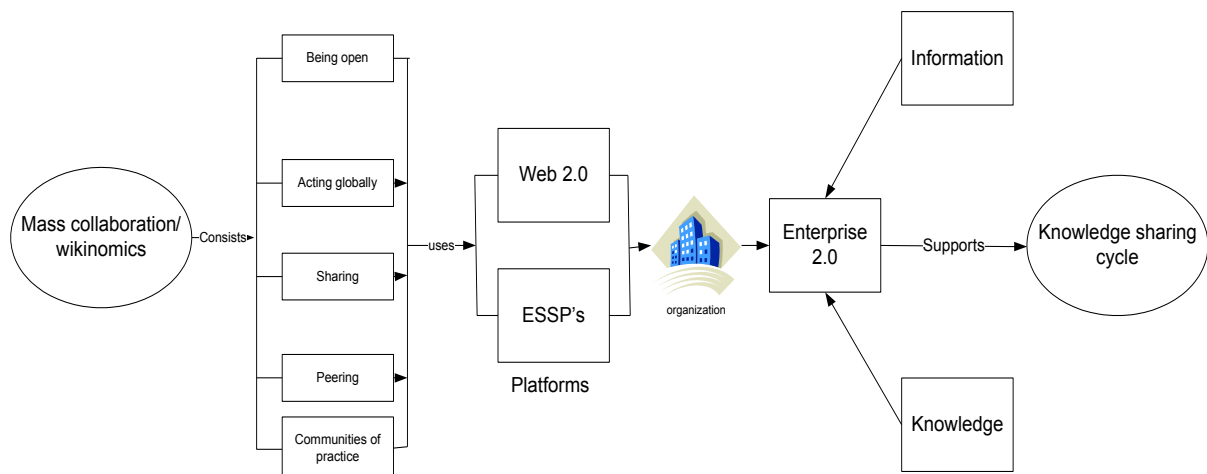 Mass collaboration/
wikinomics
Consists
Being open
Acting globally
Sharing
Peering
Communities of
practice
uses
Web 2.0
ESSP's
Platforms
organization
Information
Enterprise
2.0
Knowledge
Supports
Knowledge sharing
cycle